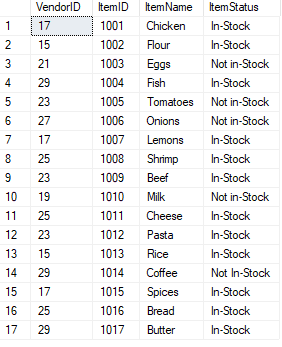 VendorID ItemID ItemName ItemStatus
1 17 1001 Chicken In-Stock
2 15 1002 Flour In-Stock
3 21 1003 Eggs Not in-Stock
4 29 1004 Fish In-Stock
5 23 1005 Tomatoes Not in-Stock
6 27 1006 Onions Not in-Stock
7 17 1007 Lemons In-Stock
8 25 1008 Shrimp In-Stock
9 23 1009 Beef In-Stock
10 19 1010 Milk Not in-Stock
11 25 1011 Cheese In-Stock
12 23 1012 Pasta In-Stock
13 15 1013 Rice In-Stock
14 29 1014 Coffee Not In-Stock
15 17 1015 Spices In-Stock
16 25 1016 Bread In-Stock
17 29 1017 Butter In-Stock